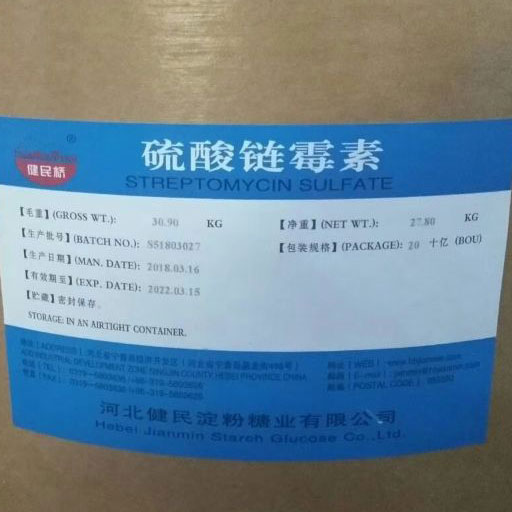 ®
健民桥
硫酸链霉素
STREPTOMYCIN SULFATE
【毛重】(GROSS WT.): 30.90 KG
【净重】(NET WT.): 27.80 KG
【生产批号】(BATCH NO.): S51803027
【包装规格】(PACKAGE): 20 十亿 (BOU)
【生产日期】(MAN. DATE): 2018.03.16
【有效期至】(EXP. DATE): 2022.03.15
【贮藏】密封保存。
STORAGE: IN AN AIRTIGHT CONTAINER.
河北健民淀粉糖业有限公司
Hebei Jianmin Starch Glucose Co.,Ltd.